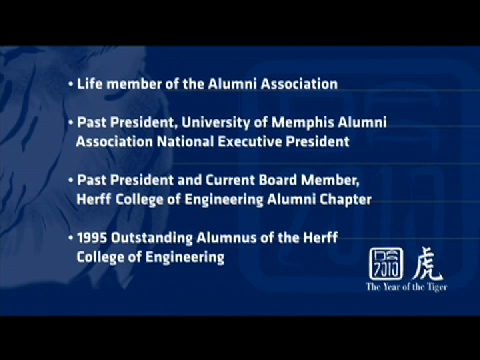 • Life member of the Alumni Association
• Past President, University of Memphis Alumni
Association National Executive President
• Past President and Current Board Member,
Herff College of Engineering Alumni Chapter
• 1995 Outstanding Alumnus of the Herff
College of Engineering
2010 虎
The Year of the Tiger